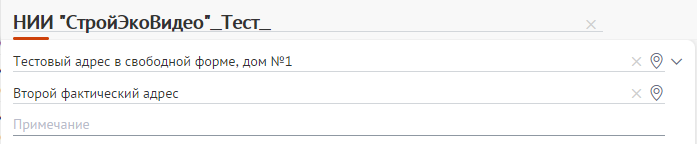 НИИ "СтройЭкоВидео"_Тест_
Тестовый адрес в свободной форме, дом №1
Второй фактический адрес
Примечание